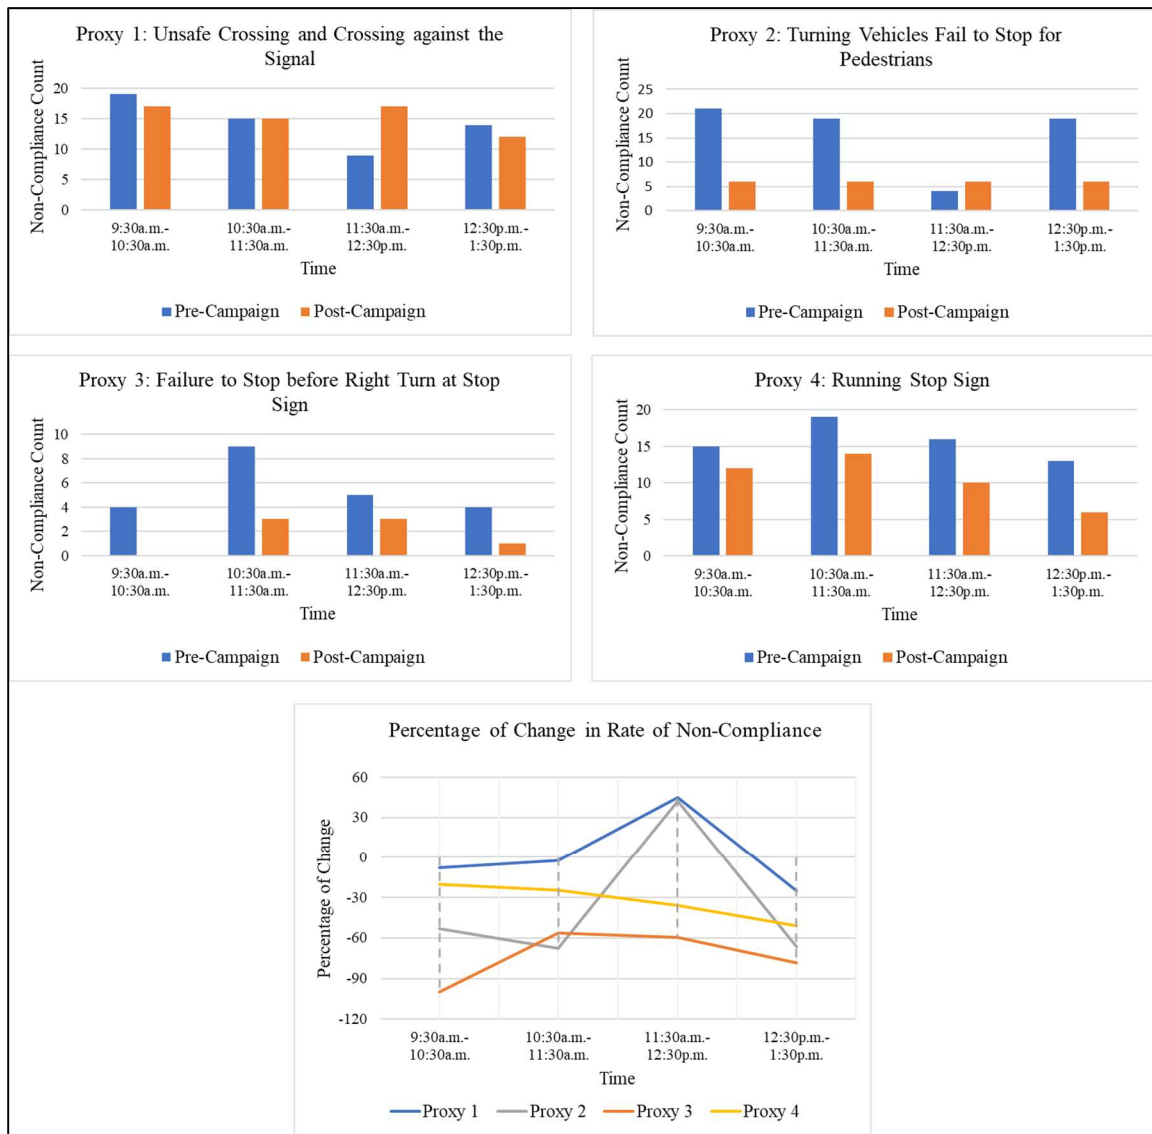 Proxy 1: Unsafe Crossing and Crossing against the
Signal
Non-Compliance Count
20
15
10
5
0
9:30a.m.- 10:30a.m.- 11:30a.m.- 12:30p.m.-
10:30a.m. 11:30a.m. 12:30p.m. 1:30p.m.
Time
Pre-Campaign Post-Campaign
Proxy 2: Turning Vehicles Fail to Stop for
Pedestrians
Non-Compliance Count
25
20
15
10
5
0
9:30a.m.- 10:30a.m.- 11:30a.m.- 12:30p.m.-
10:30a.m. 11:30a.m. 12:30p.m. 1:30p.m.
Time
Pre-Campaign Post-Campaign
Proxy 3: Failure to Stop before Right Turn at Stop
Sign
Non-Compliance Count
10
8
6
4
2
0
9:30a.m.- 10:30a.m.- 11:30a.m.- 12:30p.m.-
10:30a.m. 11:30a.m. 12:30p.m. 1:30p.m.
Time
Pre-Campaign Post-Campaign
Proxy 4: Running Stop Sign
Non-Compliance Count
20
15
10
5
0
9:30a.m.- 10:30a.m.- 11:30a.m.- 12:30p.m.-
10:30a.m. 11:30a.m. 12:30p.m. 1:30p.m.
Time
Pre-Campaign Post-Campaign
Percentage of Change in Rate of Non-Compliance
Percentage of Change
60
30
0
-30
-60
-90
-120
9:30a.m.- 10:30a.m.- 11:30a.m.- 12:30p.m.-
10:30a.m. 11:30a.m. 12:30p.m. 1:30p.m.
Time
Proxy 1 Proxy 2 Proxy 3 Proxy 4